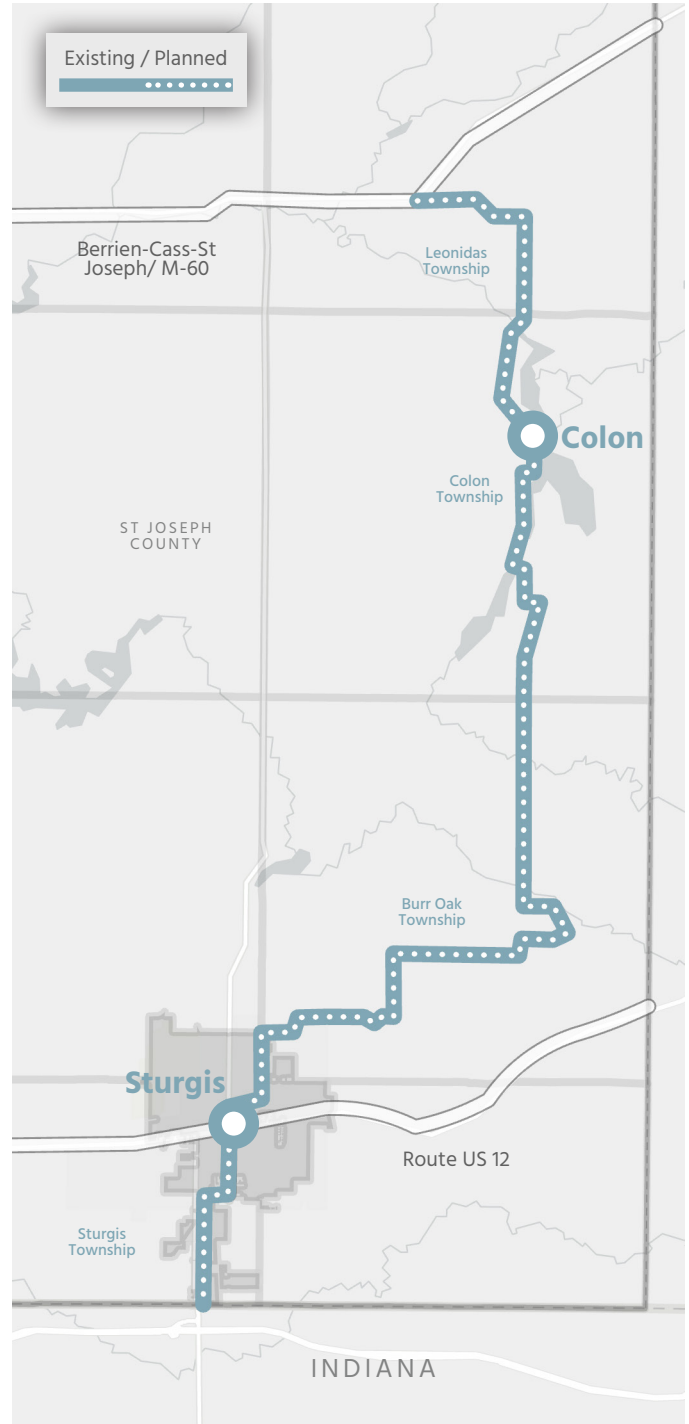 Existing / Planned
Berrien-Cass-St
Joseph/ M-60
Leonidas
Township
Colon
Colon
Township
ST JOSEPH
COUNTY
Burr Oak
Township
Sturgis
Route US 12
Sturgis
Township
INDIANA